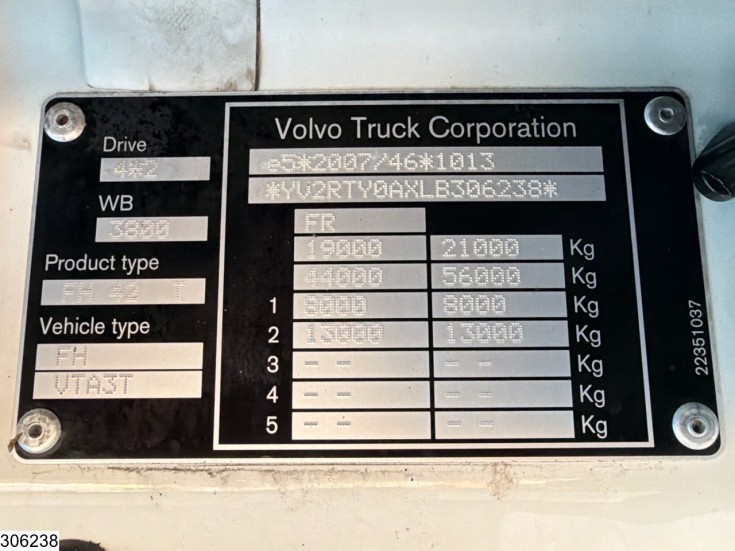 Volvo Truck Corporation
Drive
4*2
WB
3800
Product type
FH 42 T
Vehicle type
FH
VTA3T
e5*2007/46*1013
*YV2RTY0AXLB306238*
FR
19000 21000 Kg
44000 56000 Kg
1 8000 8000 Kg
2 13000 13000 Kg
3 -- -- Kg
4 -- -- Kg
5 -- -- Kg
22351037
306238